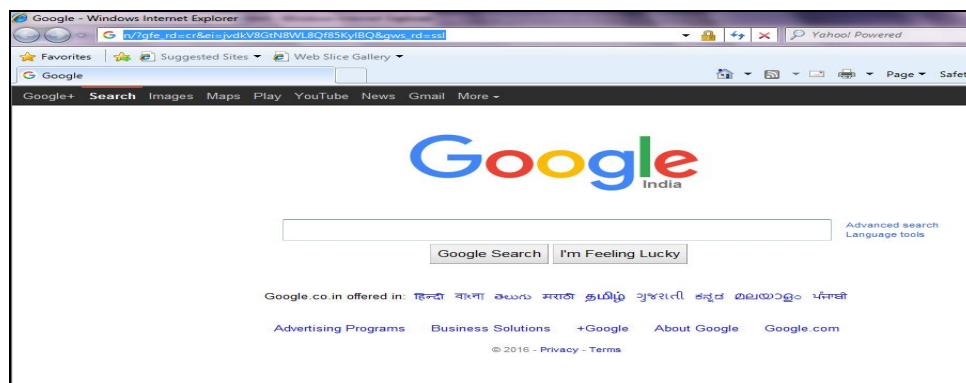 Google - Windows Internet Explorer
n/?gfe_rd=cr&ei=jvdkV8GtN8WL8Qf85KyIBQ&gws_rd=ssl
Yahoo! Powered
Favorites Suggested Sites Web Slice Gallery
Google Page Safet
Google+ Search Images Maps Play YouTube News Gmail More
Google
India
Advanced search
Language tools
Google Search I'm Feeling Lucky
Google.co.in offered in: हिन्दी বাংলা తెలుగు मराठी தமிழ் ગુજરાતી ಕನ್ನಡ മലയാളം ਪੰਜਾਬੀ
Advertising Programs Business Solutions +Google About Google Google.com
© 2016 - Privacy - Terms